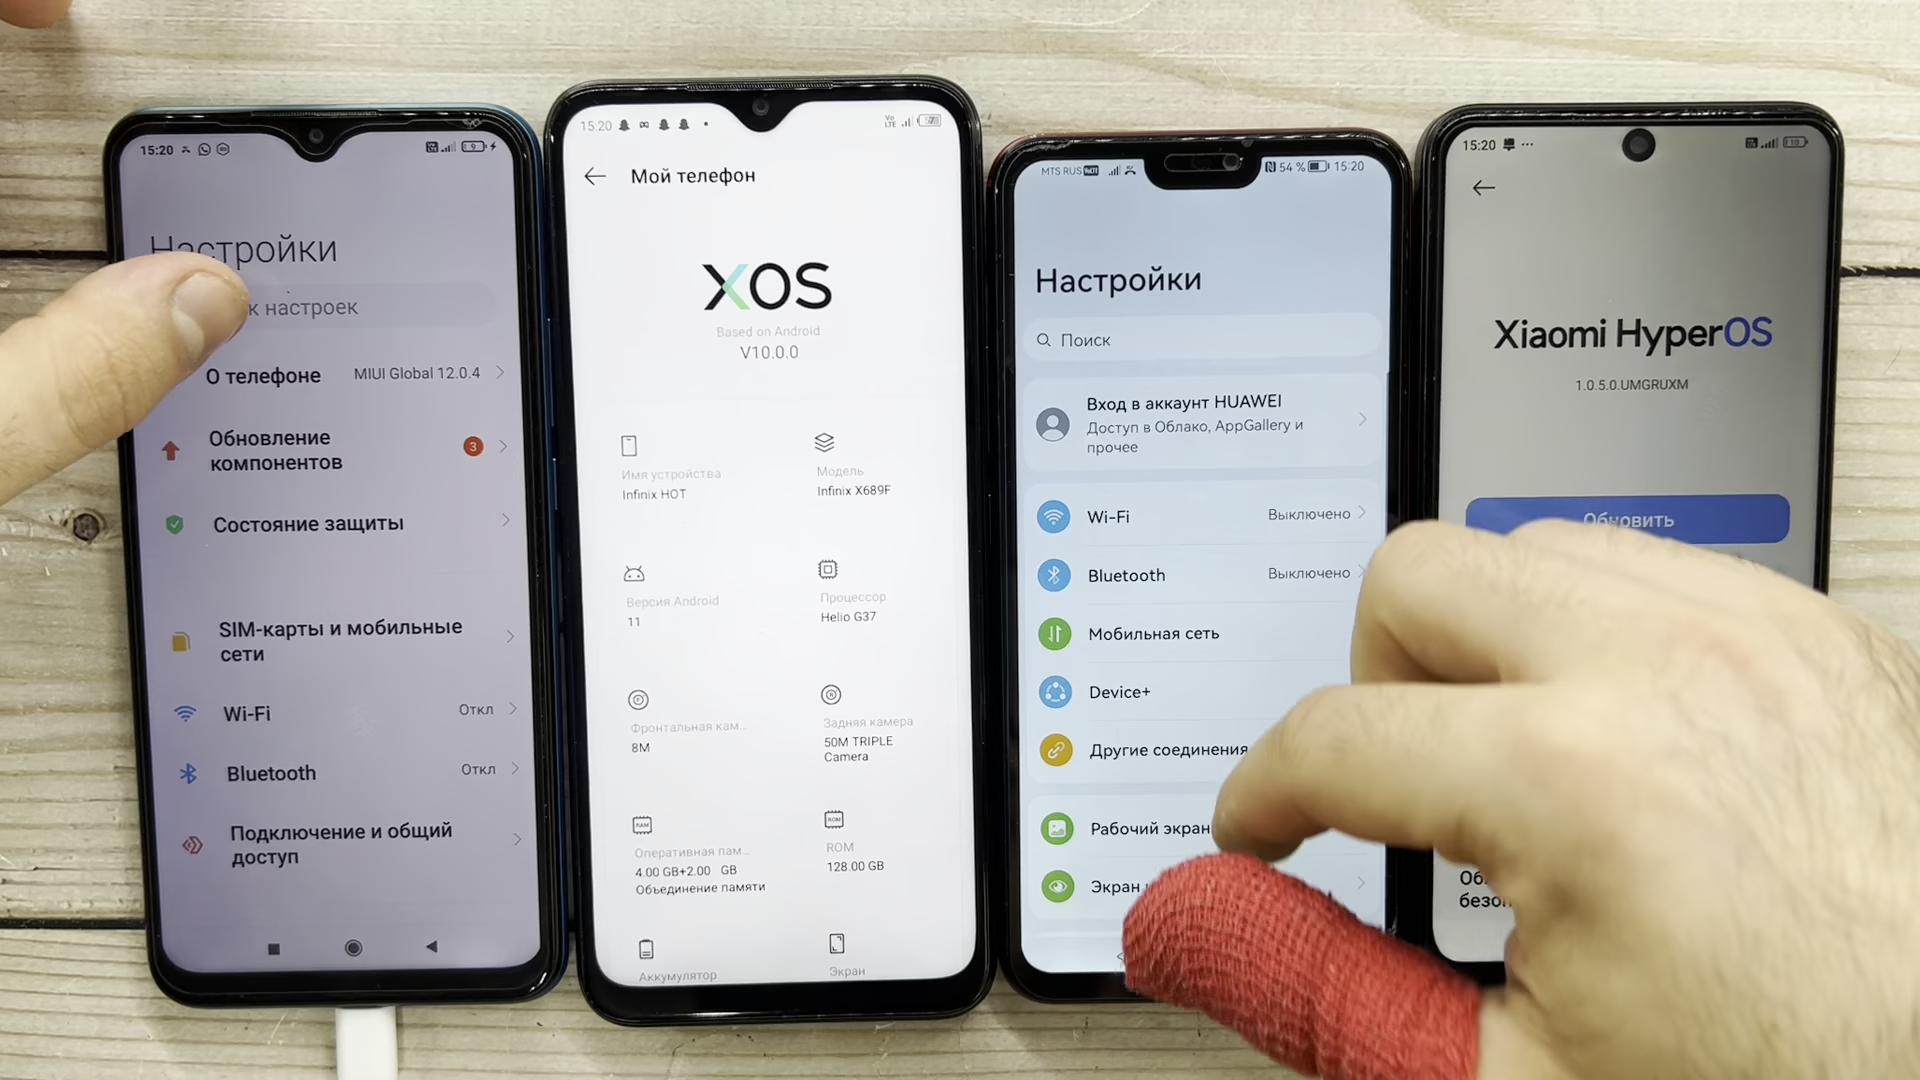 15:20
9
Настройки
к настроек
О телефоне
MIUI Global 12.0.4
Обновление
компонентов
3
Состояние защиты
SIM-карты и мобильные
сети
Wi-Fi
Откл
Bluetooth
Откл
Подключение и общий
доступ
15:20
Vo
LTE
Мой телефон
XOS
Based on Android
V10.0.0
Имя устройства
Infinix HOT
Модель
Infinix X689F
Версия Android
11
Процессор
Helio G37
Фронтальная кам...
8M
Задняя камера
50M TRIPLE
Camera
RAM
Оперативная пам...
4.00 GB+2.00 GB
Объединение памяти
ROM
ROM
128.00 GB
Аккумулятор
Экран
MTS RUS
54 %
15:20
Настройки
Поиск
Вход в аккаунт HUAWEI
Доступ в Облако, AppGallery и
прочее
Wi-Fi
Выключено
Bluetooth
Выключено
Мобильная сеть
Device+
Другие соединения
Рабочий экран
Экран
15:20
Xiaomi HyperOS
1.0.5.0.UMGRUXM
Обновить